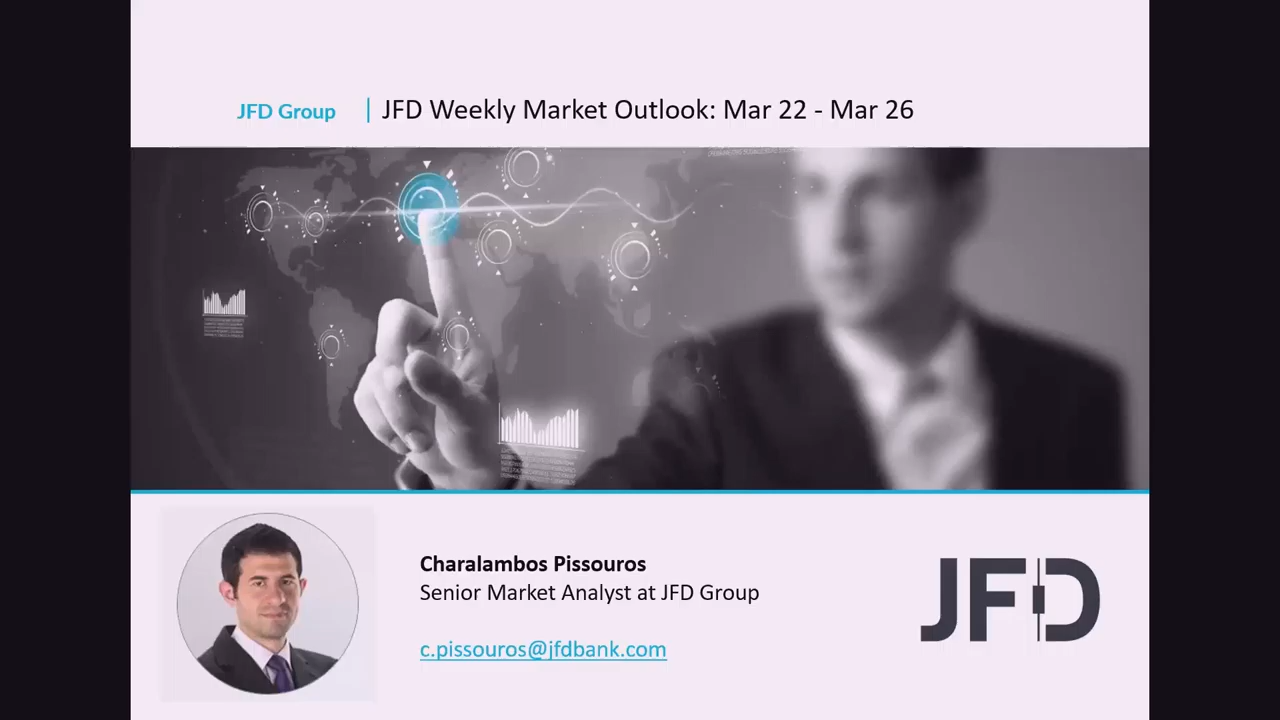 JFD Group | JFD Weekly Market Outlook: Mar 22 - Mar 26
Charalambos Pissouros
Senior Market Analyst at JFD Group
c.pissouros@jfdbank.com
JFD